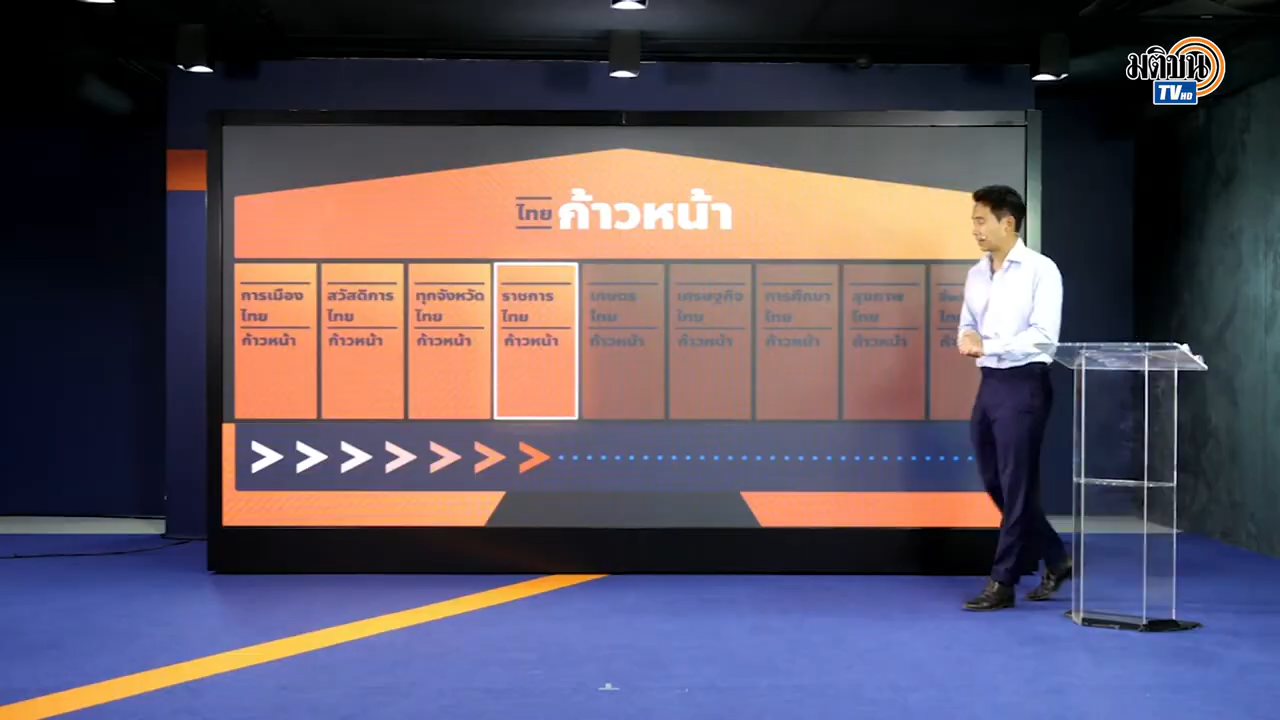 มติชน
TV HD
ไทย ก้าวหน้า
การเมือง
ไทย
ก้าวหน้า
สวัสดิการ
ไทย
ก้าวหน้า
ทุกจังหวัด
ไทย
ก้าวหน้า
ราชการ
ไทย
ก้าวหน้า
เกษตร
ไทย
ก้าวหน้า
เศรษฐกิจ
ไทย
ก้าวหน้า
การศึกษา
ไทย
ก้าวหน้า
สุขภาพ
ไทย
ก้าวหน้า